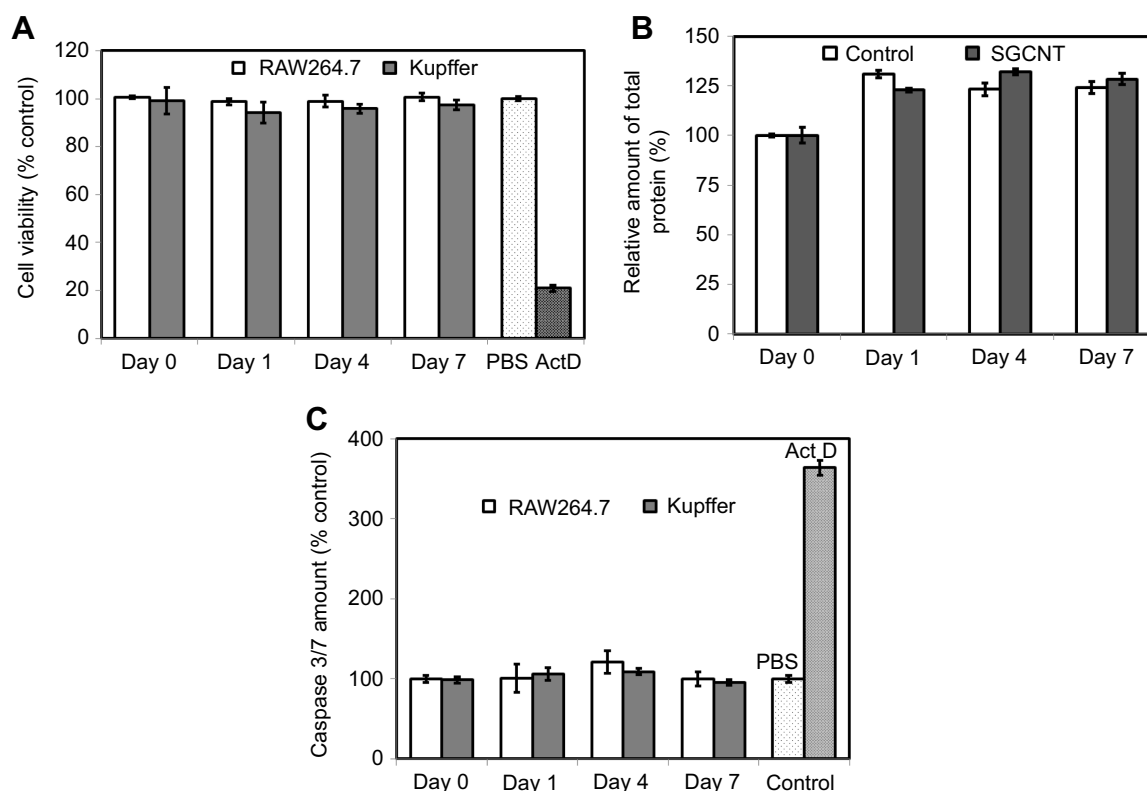 A
Cell viability (% control)
120
100
80
60
40
20
0
RAW264.7 Kupffer
Day 0 Day 1 Day 4 Day 7 PBS ActD
B
Relative amount of total
protein (%)
150
125
100
75
50
25
0
Control SGCNT
Day 0 Day 1 Day 4 Day 7
C
Caspase 3/7 amount (% control)
400
300
200
100
0
RAW264.7 Kupffer
Act D
PBS
Day 0 Day 1 Day 4 Day 7 Control